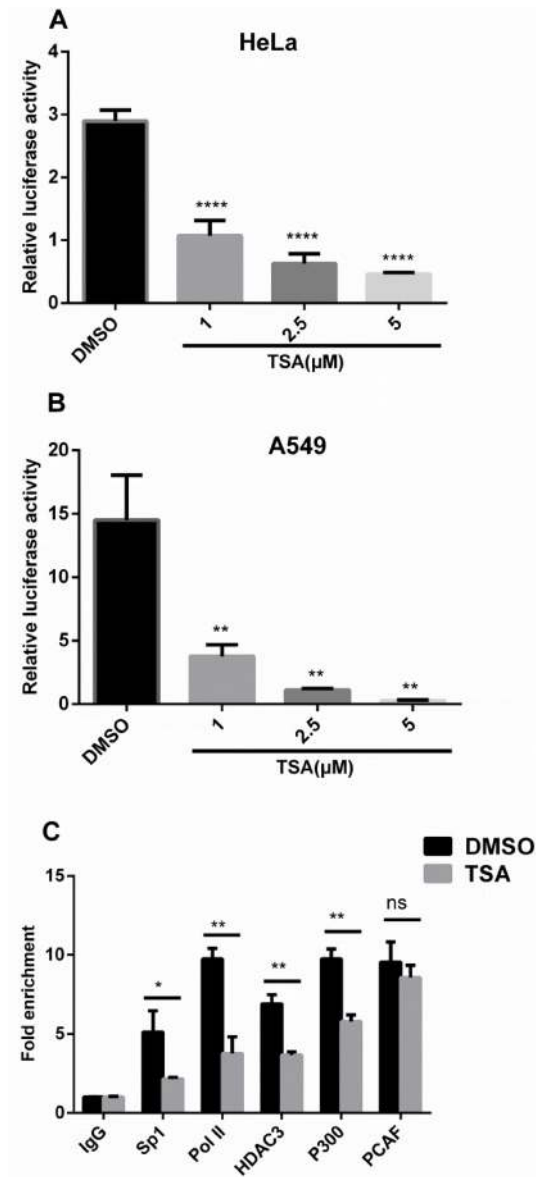 A
HeLa
Relative luciferase activity
4
3
2
1
0
****
****
****
DMSO
1
2.5
5
TSA(μM)
B
A549
Relative luciferase activity
20
15
10
5
0
**
**
**
DMSO
1
2.5
5
TSA(μM)
C
DMSO
TSA
Fold enrichment
15
10
5
0
*
**
**
**
ns
IgG
Sp1
Pol II
HDAC3
P300
PCAF